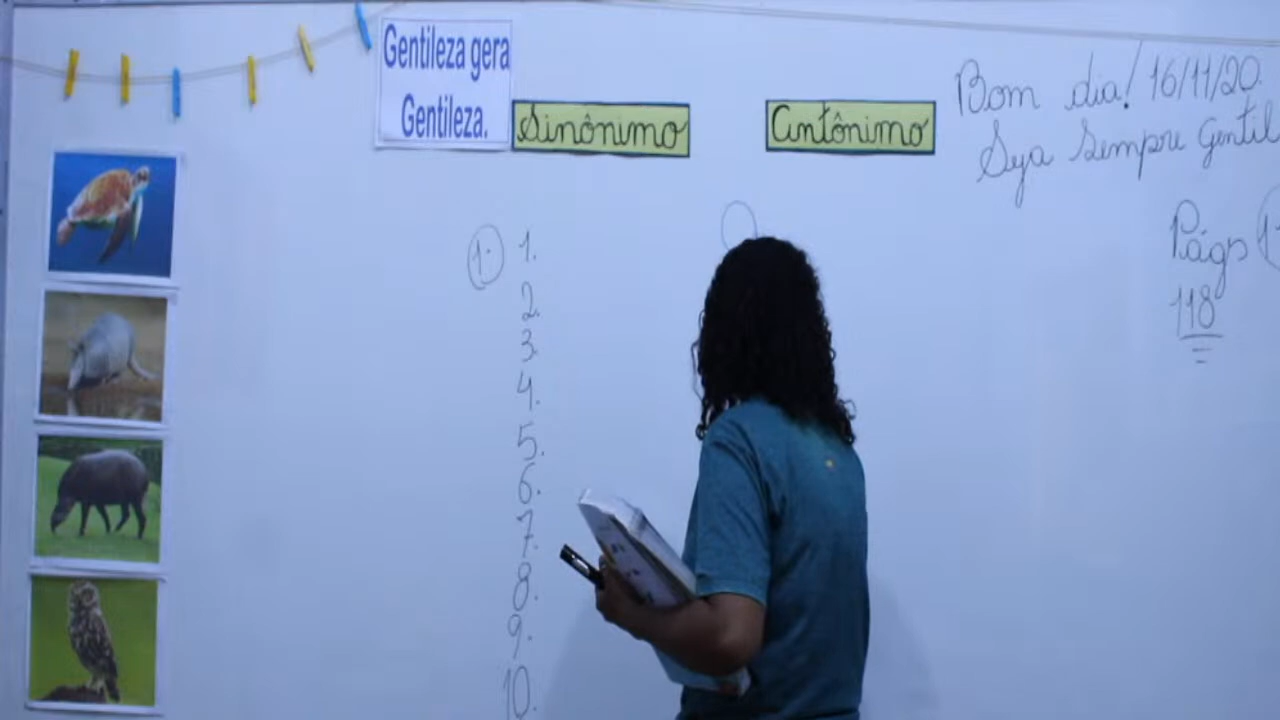 Gentileza gera
Gentileza.
Sinônimo
Antônimo
Bom dia! 16/11/20.
Seja sempre Gentil
Págs
118
1.
1.
2.
3.
4.
5.
6.
7.
8.
9.
10.